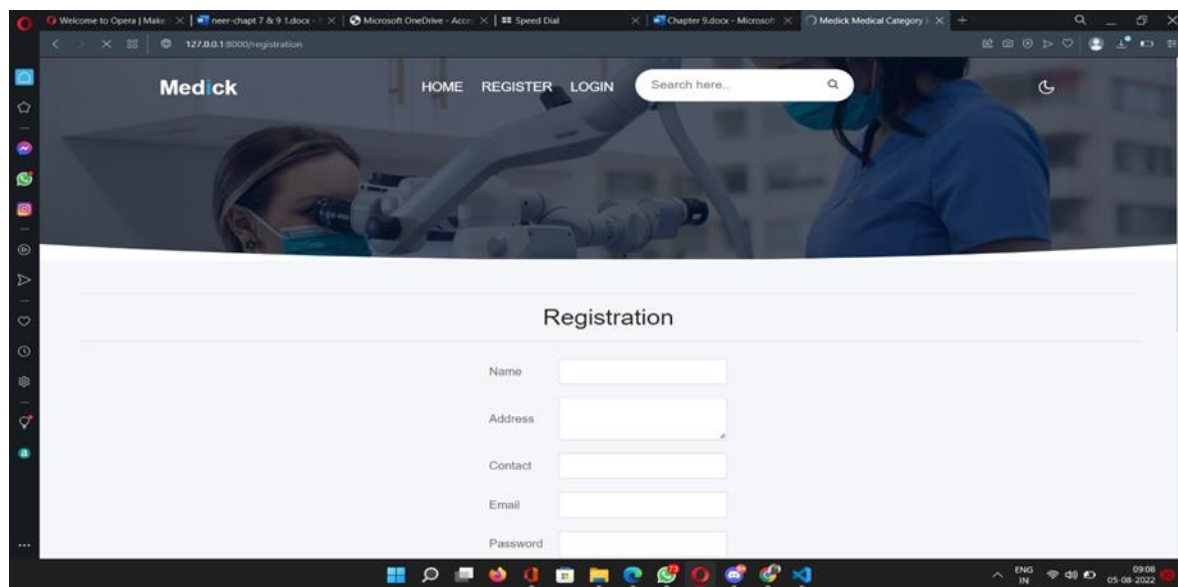 Welcome to Opera | Make
neer-chapt 7 & 9 1.docx -
Microsoft OneDrive - Acce
Speed Dial
Chapter 9.docx - Microsoft
Medick Medical Category
127.0.0.1:8000/registration
Medick
HOME REGISTER LOGIN
Search here..
Registration
Name
Address
Contact
Email
Password
ENG
IN
09:08
05-08-2022